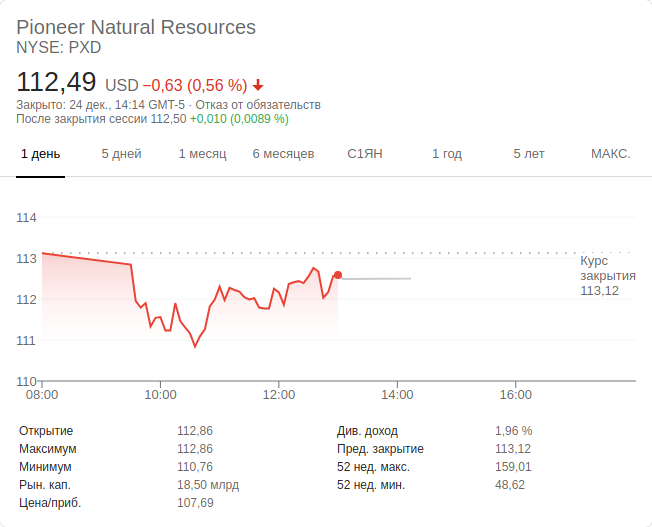 Pioneer Natural Resources
NYSE: PXD
112,49 USD −0,63 (0,56 %)
Закрыто: 24 дек., 14:14 GMT-5 · Отказ от обязательств
После закрытия сессии 112,50 +0,010 (0,0089 %)
1 день 5 дней 1 месяц 6 месяцев С1ЯН 1 год 5 лет МАКС.
114
113
112
111
110
Курс
закрытия
113,12
08:00 10:00 12:00 14:00 16:00
Открытие 112,86 Див. доход 1,96 %
Максимум 112,86 Пред. закрытие 113,12
Минимум 110,76 52 нед. макс. 159,01
Рын. кап. 18,50 млрд 52 нед. мин. 48,62
Цена/приб. 107,69